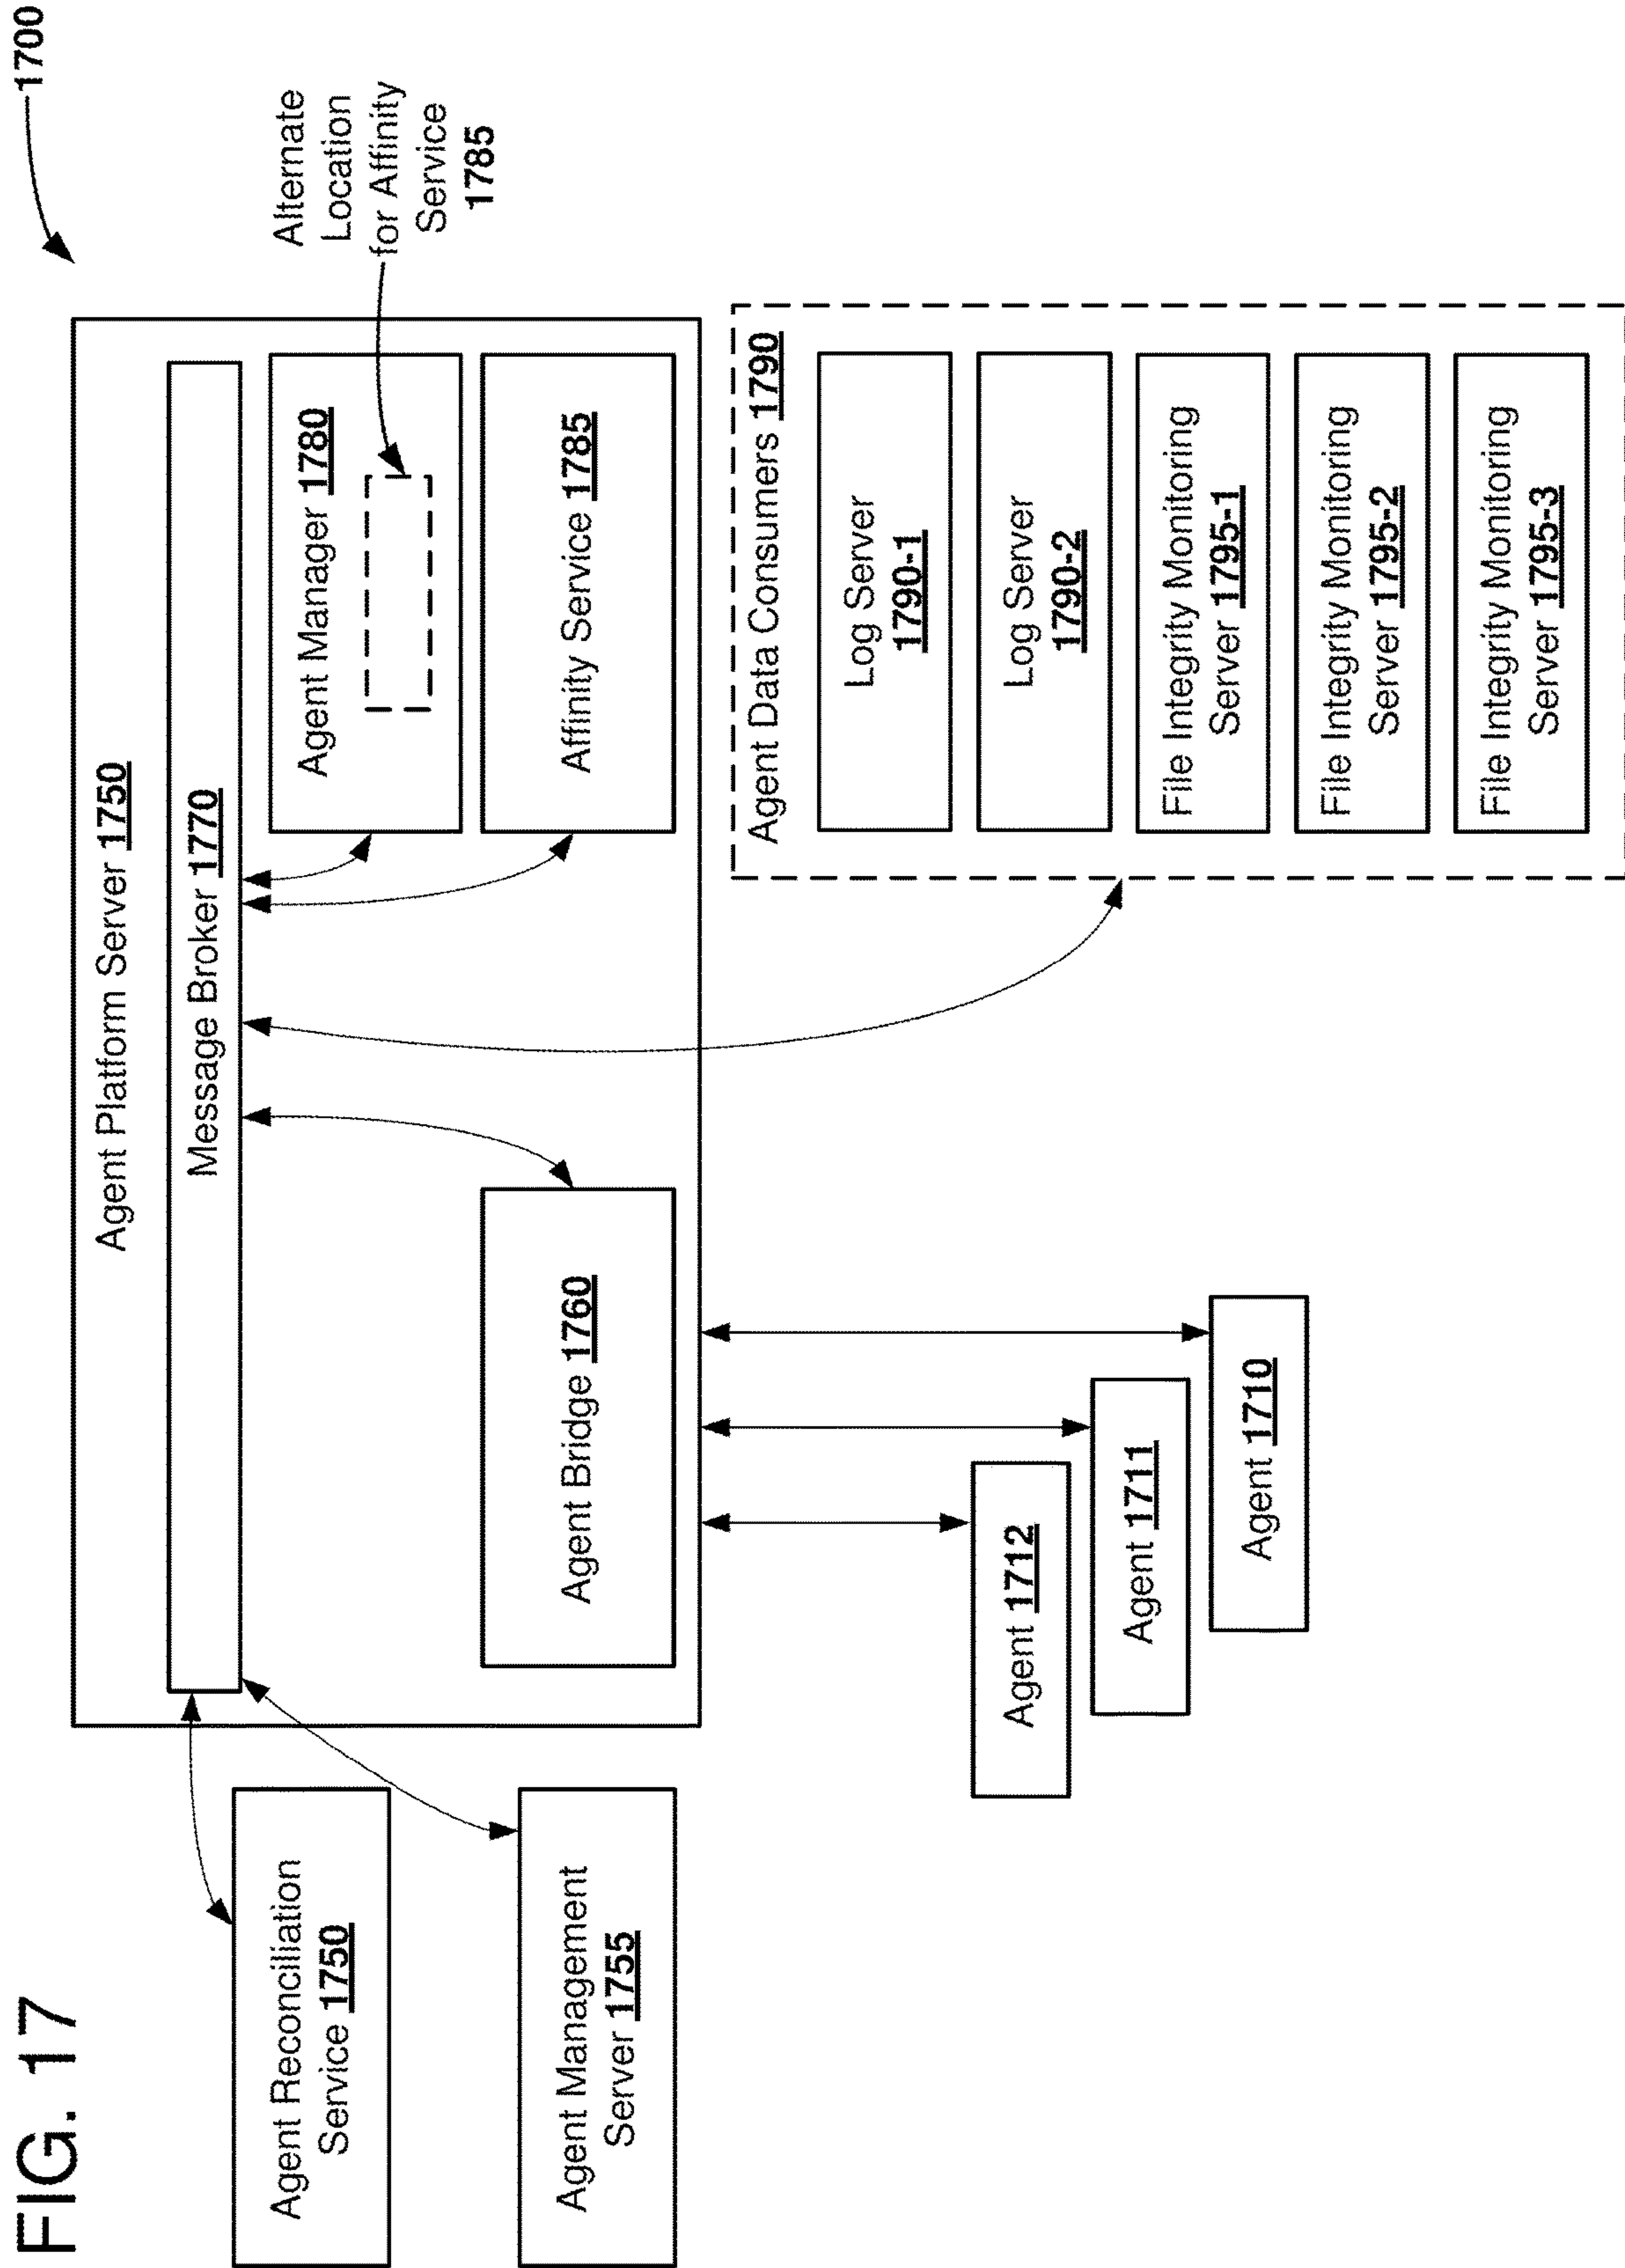 FIG. 17
1700
Agent Platform Server 1750
Message Broker 1770
Agent Manager 1780
Alternate
Location
for Affinity
Service
1785
Affinity Service 1785
Agent Bridge 1760
Agent Reconciliation
Service 1750
Agent Management
Server 1755
Agent 1712
Agent 1711
Agent 1710
Agent Data Consumers 1790
Log Server
1790-1
Log Server
1790-2
File Integrity Monitoring
Server 1795-1
File Integrity Monitoring
Server 1795-2
File Integrity Monitoring
Server 1795-3